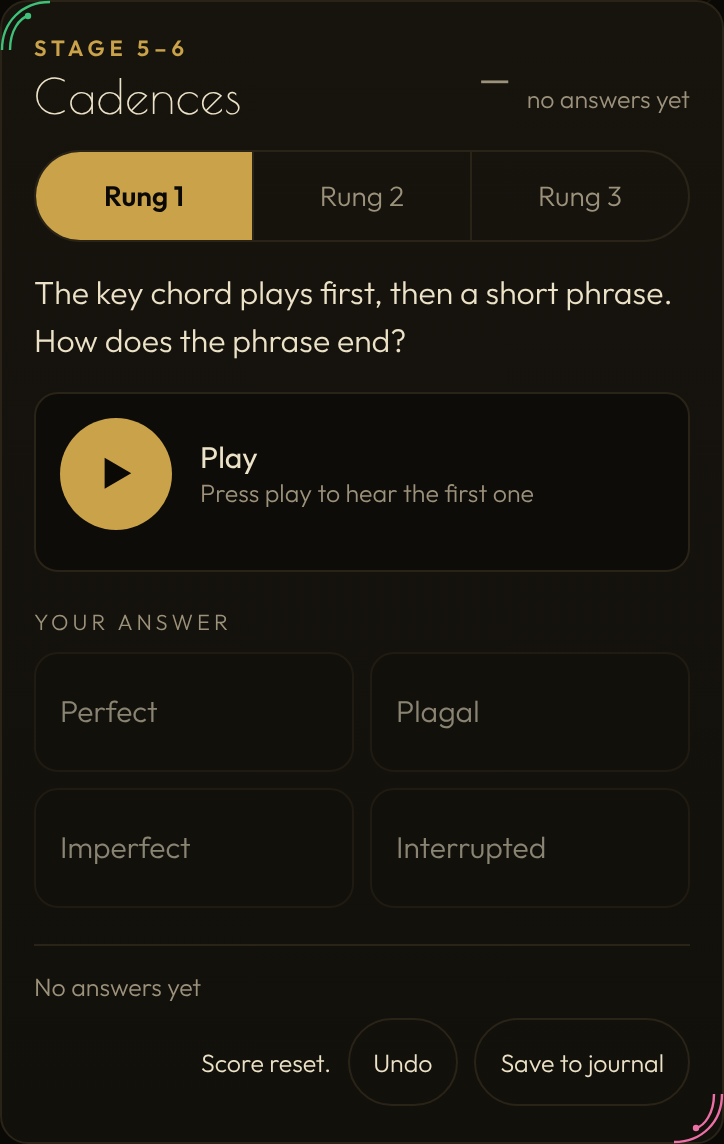 STAGE 5–6
Cadences
— no answers yet
Rung 1 Rung 2 Rung 3
The key chord plays first, then a short phrase.
How does the phrase end?
Play
Press play to hear the first one
YOUR ANSWER
Perfect Plagal
Imperfect Interrupted
No answers yet
Score reset. Undo Save to journal